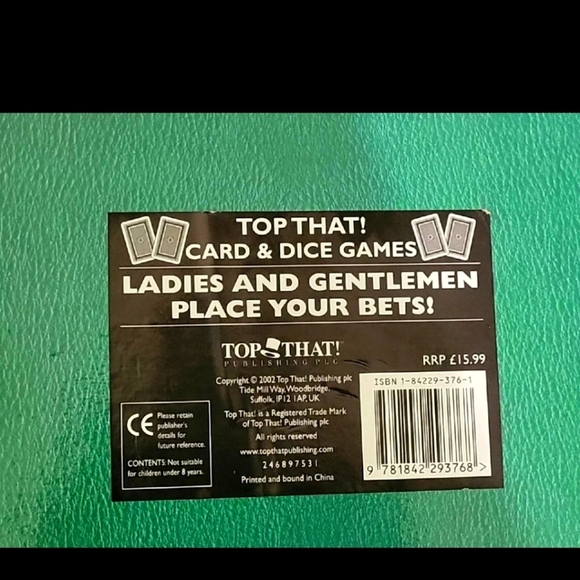 TOP THAT!
CARD & DICE GAMES
LADIES AND GENTLEMEN
PLACE YOUR BETS!
TOP THAT!
PUBLISHING PLC
RRP £15.99
Copyright © 2002 Top That! Publishing plc
Tide Mill Way, Woodbridge,
Suffolk, IP12 1AP, UK
Top That! is a Registered Trade Mark
of Top That! Publishing plc
All rights reserved
www.topthatpublishing.com
2 4 6 8 9 7 5 3 1
Printed and bound in China
CE
Please retain
publisher's
details for
future reference.
CONTENTS: Not suitable
for children under 8 years.
ISBN 1-84229-376-1
9 781842 293768 >